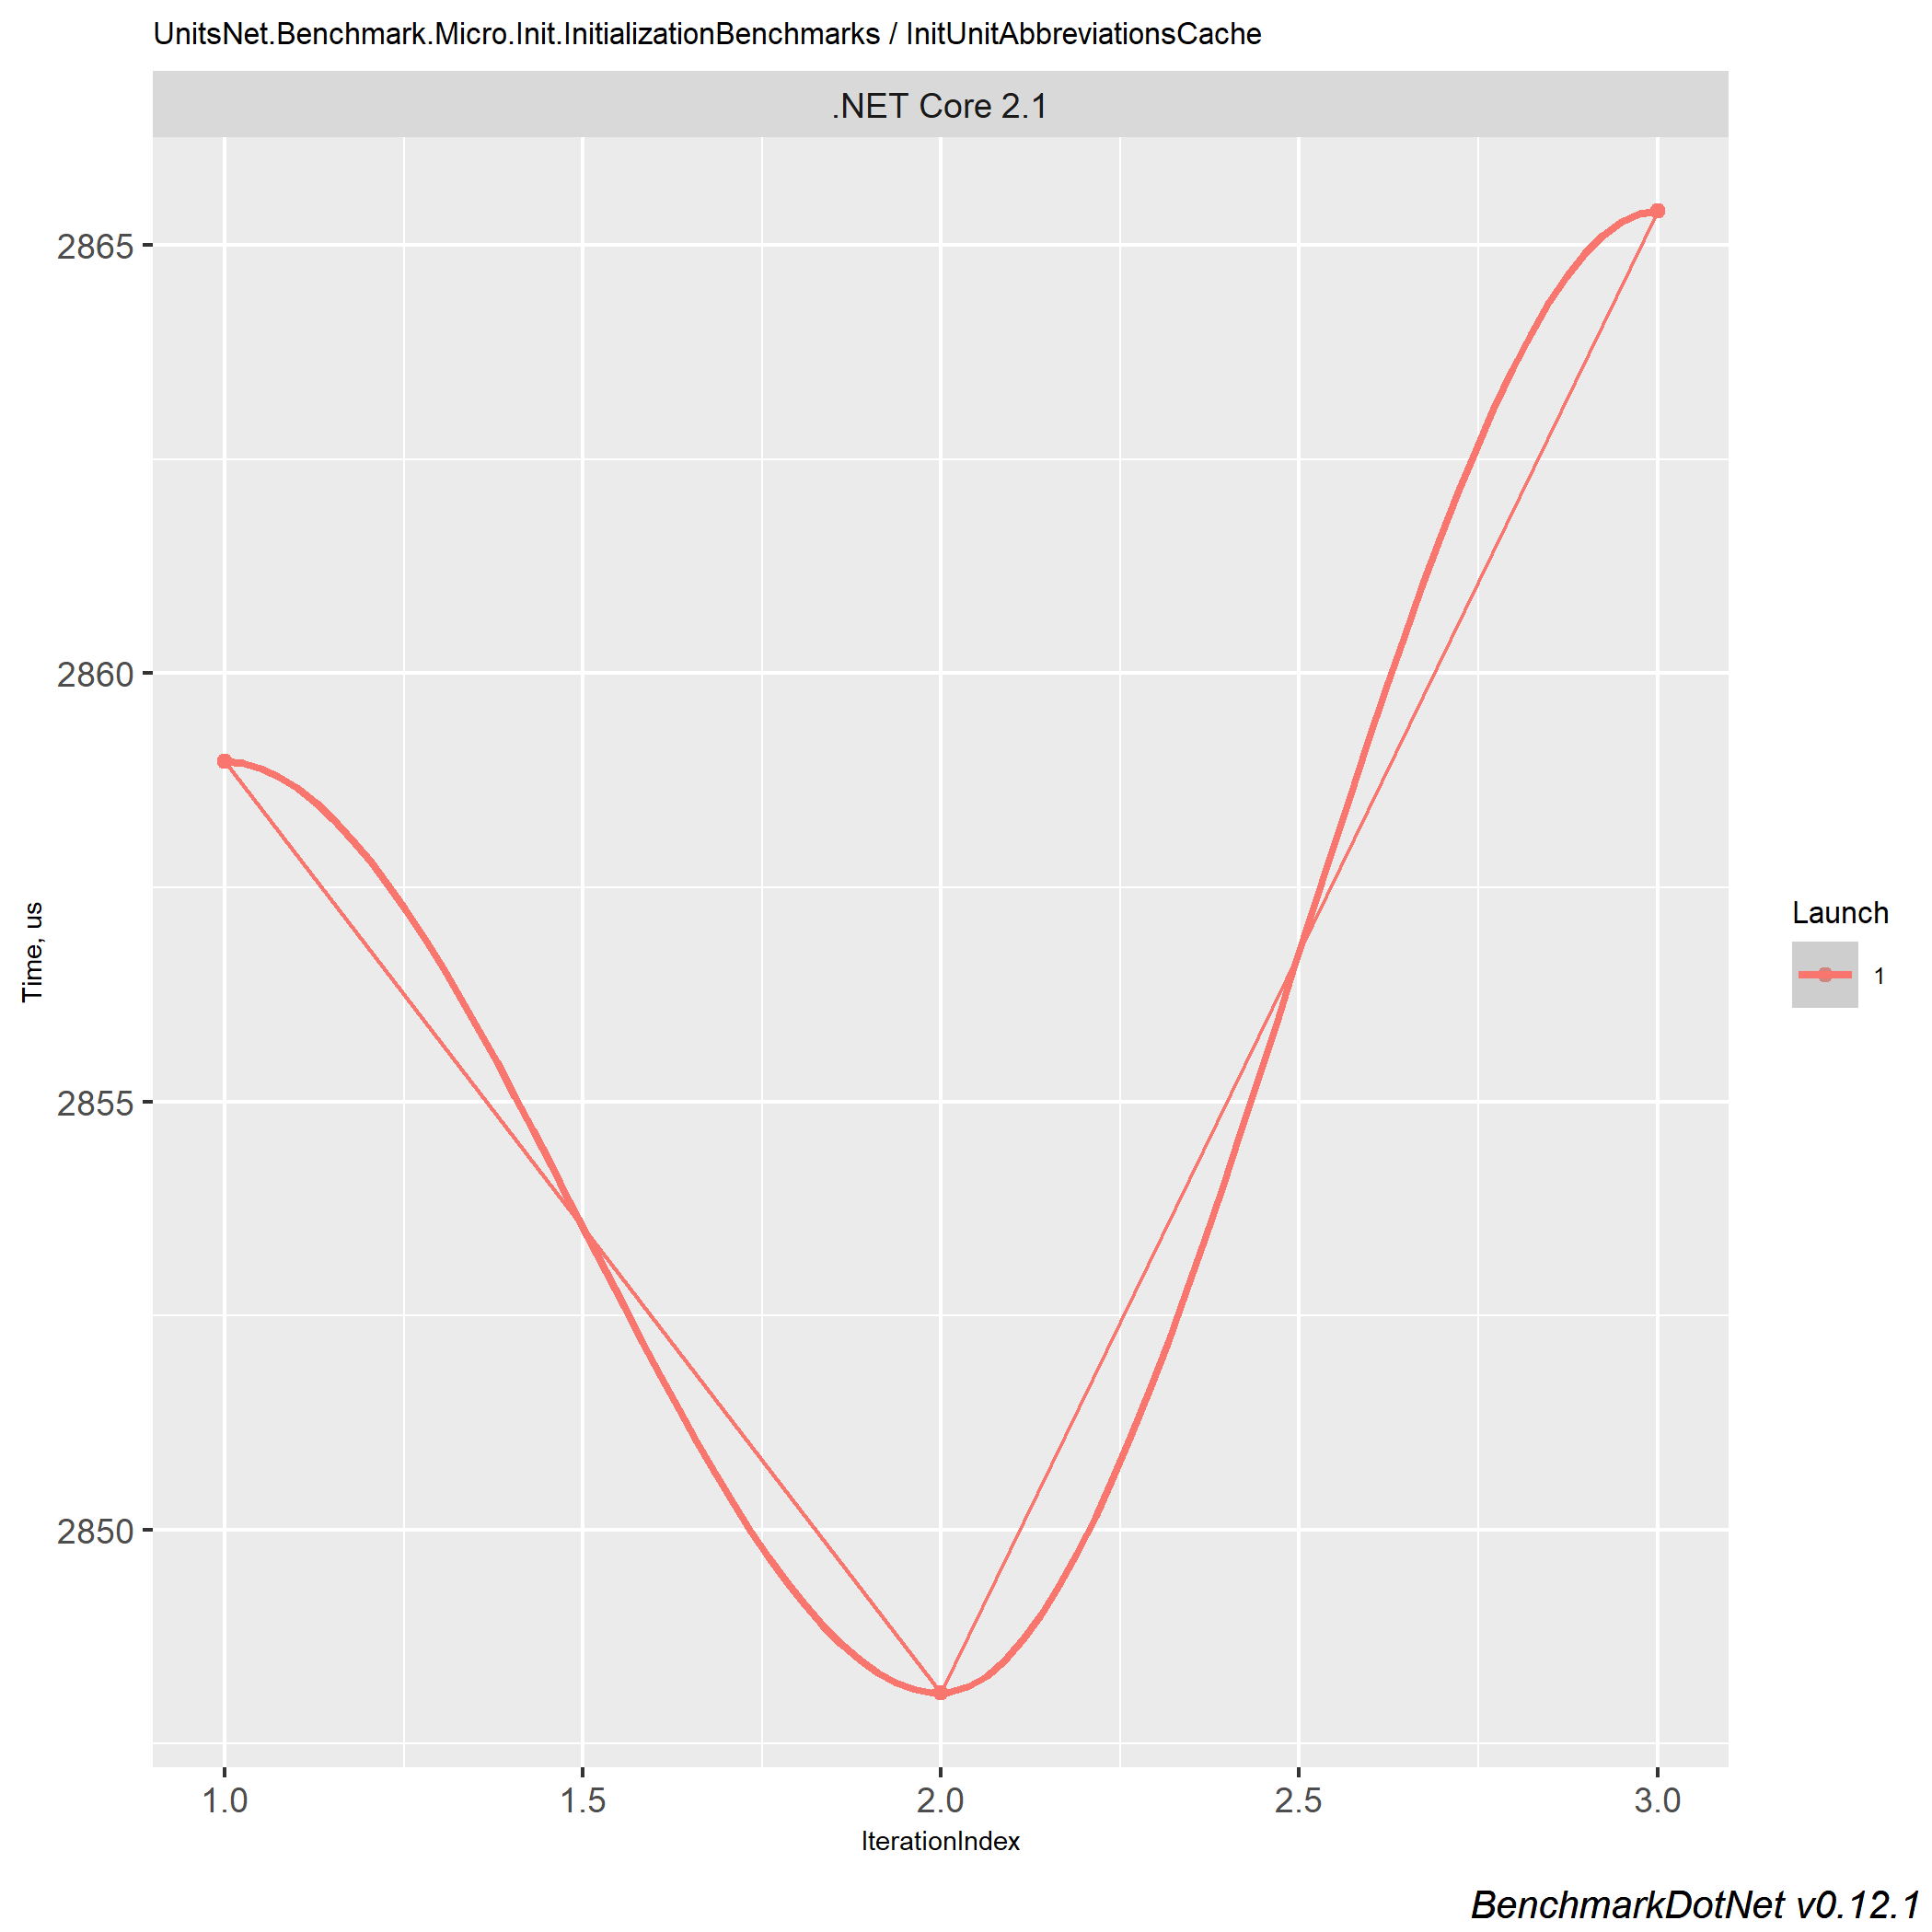 UnitsNet.Benchmark.Micro.Init.InitializationBenchmarks / InitUnitAbbreviationsCache
.NET Core 2.1
2865
2860
2855
2850
Time, us
1.0 1.5 2.0 2.5 3.0
IterationIndex
Launch
1
BenchmarkDotNet v0.12.1